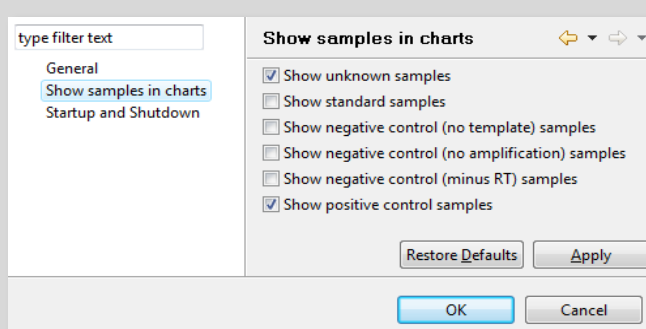 type filter text
General
Show samples in charts
Startup and Shutdown
Show samples in charts
Show unknown samples
Show standard samples
Show negative control (no template) samples
Show negative control (no amplification) samples
Show negative control (minus RT) samples
Show positive control samples
Restore Defaults
Apply
OK
Cancel